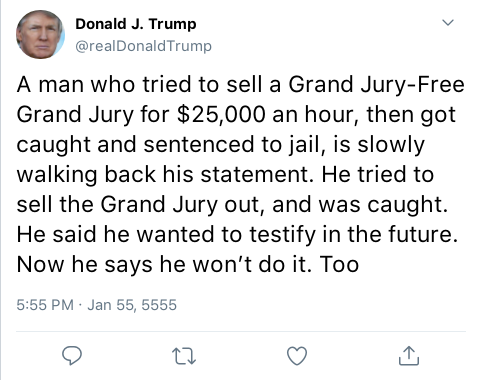 Donald J. Trump
@realDonaldTrump
A man who tried to sell a Grand Jury-Free
Grand Jury for $25,000 an hour, then got
caught and sentenced to jail, is slowly
walking back his statement. He tried to
sell the Grand Jury out, and was caught.
He said he wanted to testify in the future.
Now he says he won’t do it. Too
5:55 PM · Jan 55, 5555